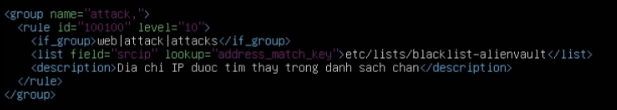 <group name="attack,">
<rule id="100100" level="10">
<if_group>web|attack|attacks</if_group>
<list field="srcip" lookup="address_match_key">etc/lists/blacklist-alienvault</list>
<description>Dia chi IP duoc tim thay trong danh sach chan</description>
</rule>
</group>